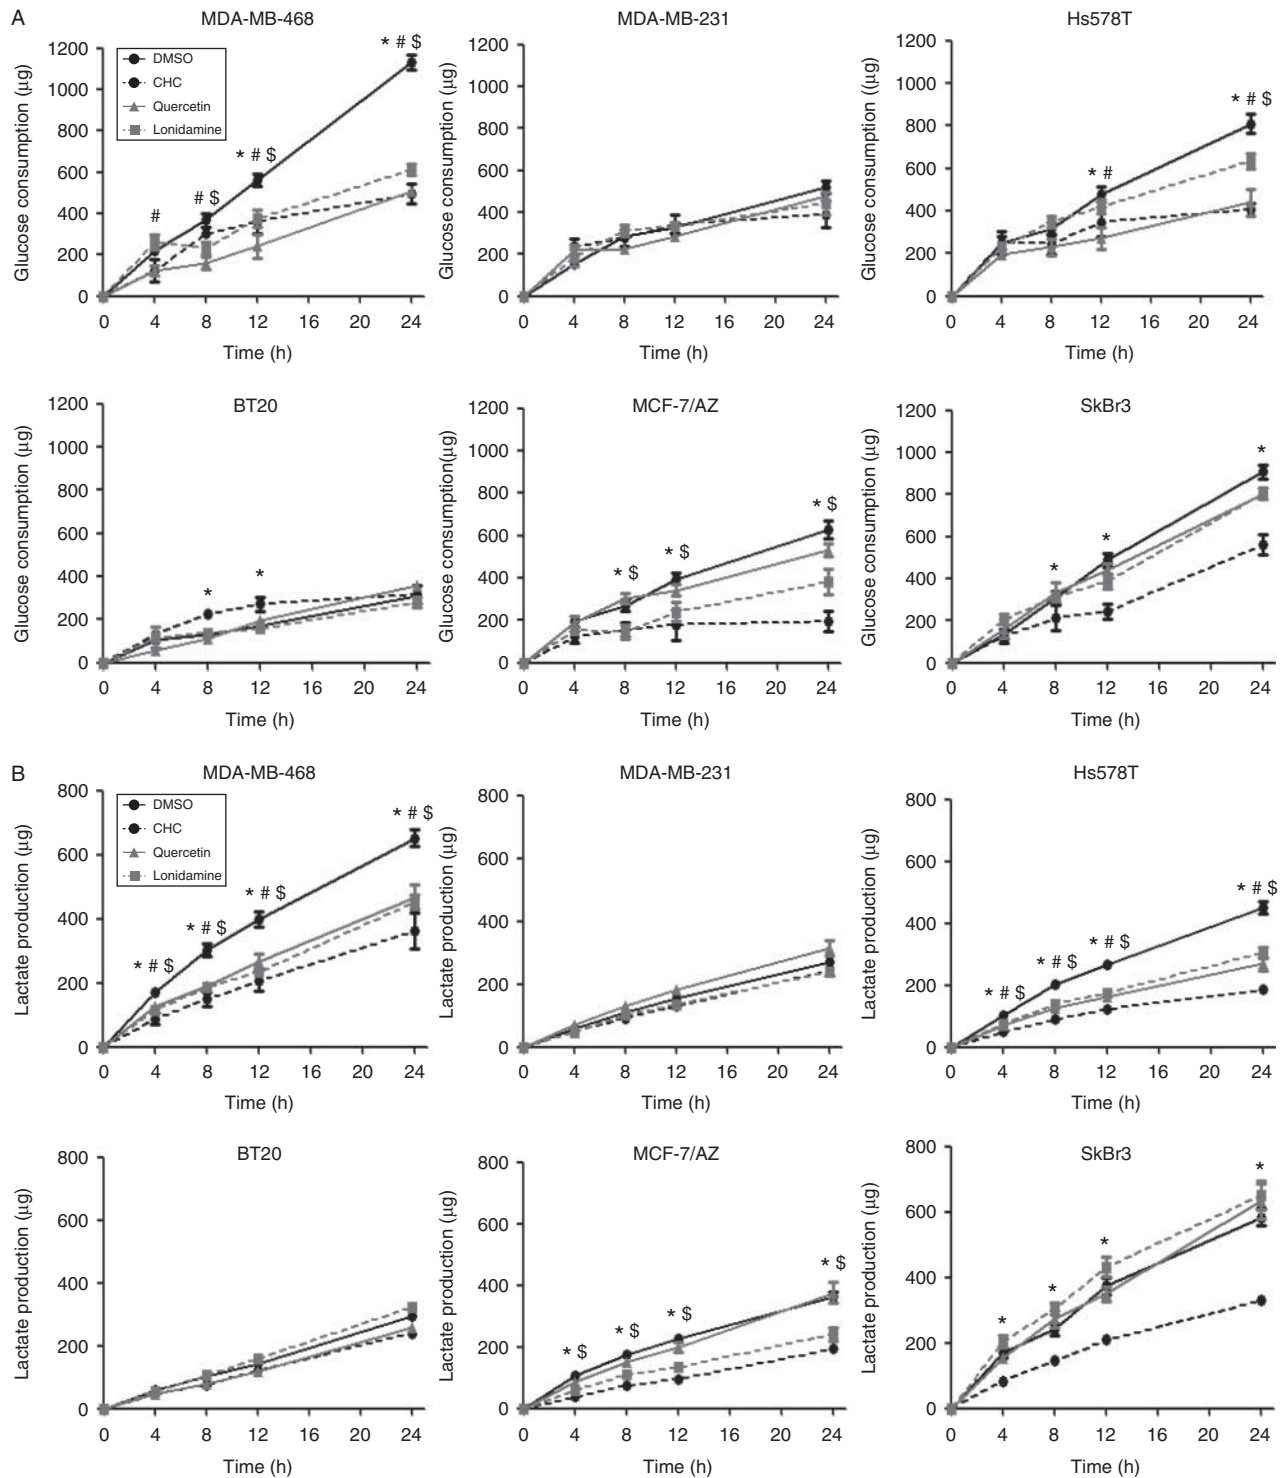 A
MDA-MB-468
MDA-MB-231
Hs578T
Glucose consumption (µg)
1200
1000
800
600
400
200
0
DMSO
CHC
Quercetin
Lonidamine
#
# $
* # $
* # $
0 4 8 12 16 20 24
Time (h)
Glucose consumption (µg)
1200
1000
800
600
400
200
0
0 4 8 12 16 20 24
Time (h)
Glucose consumption ((µg)
1200
1000
800
600
400
200
0
* #
* # $
0 4 8 12 16 20 24
Time (h)
BT20
MCF-7/AZ
SkBr3
Glucose consumption (µg)
1200
1000
800
600
400
200
0
*
*
0 4 8 12 16 20 24
Time (h)
Glucose consumption(µg)
1200
1000
800
600
400
200
0
* $
* $
* $
0 4 8 12 16 20 24
Time (h)
Glucose consumption (µg)
1200
1000
800
600
400
200
0
*
*
*
0 4 8 12 16 20 24
Time (h)
B
MDA-MB-468
MDA-MB-231
Hs578T
Lactate production (µg)
800
600
400
200
0
DMSO
CHC
Quercetin
Lonidamine
* # $
* # $
* # $
* # $
0 4 8 12 16 20 24
Time (h)
Lactate production (µg)
800
600
400
200
0
0 4 8 12 16 20 24
Time (h)
Lactate production (µg)
800
600
400
200
0
* # $
* # $
* # $
* # $
0 4 8 12 16 20 24
Time (h)
BT20
MCF-7/AZ
SkBr3
Lactate production (µg)
800
600
400
200
0
0 4 8 12 16 20 24
Time (h)
Lactate production (µg)
800
600
400
200
0
* $
* $
* $
* $
0 4 8 12 16 20 24
Time (h)
Lactate production (µg)
800
600
400
200
0
*
*
*
*
0 4 8 12 16 20 24
Time (h)